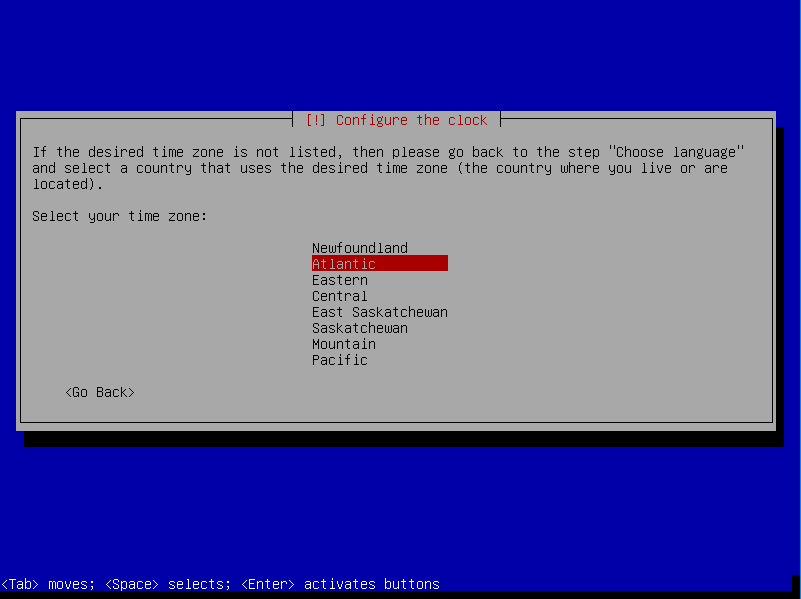 [!] Configure the clock
If the desired time zone is not listed, then please go back to the step "Choose language"
and select a country that uses the desired time zone (the country where you live or are
located).
Select your time zone:
Newfoundland
Atlantic
Eastern
Central
East Saskatchewan
Saskatchewan
Mountain
Pacific
<Go Back>
<Tab> moves; <Space> selects; <Enter> activates buttons